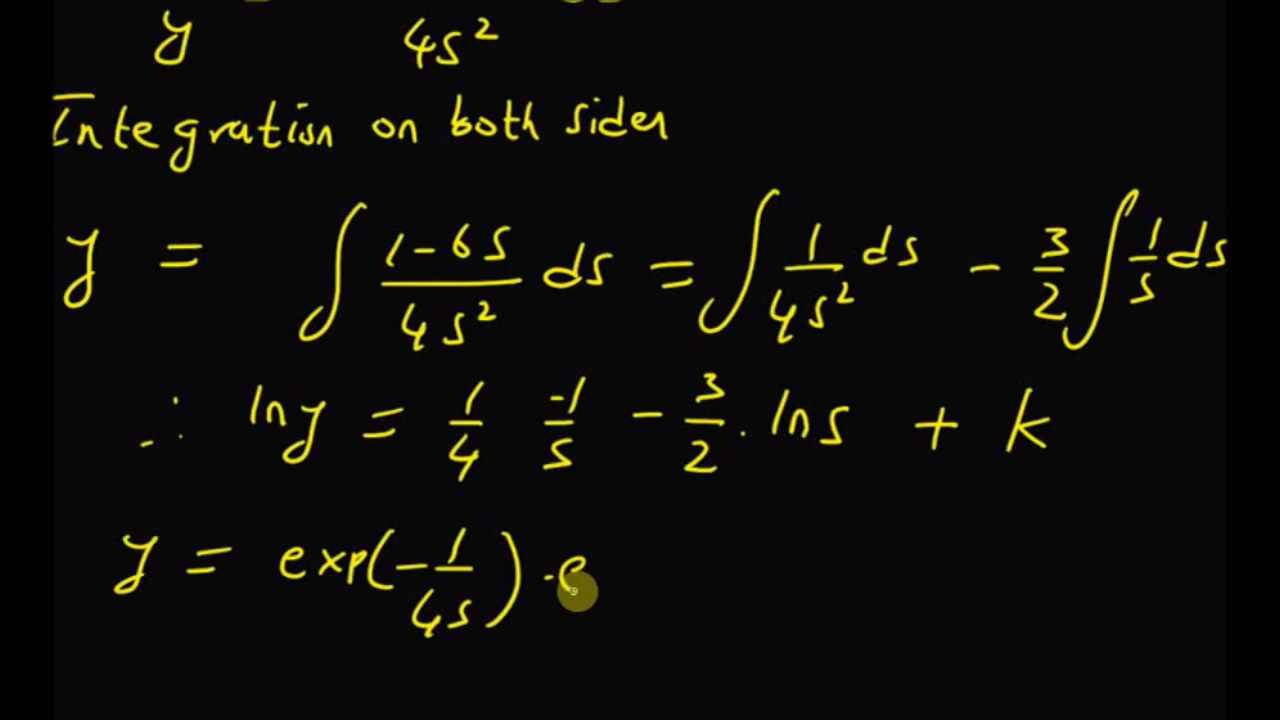 y 4s²
Integration on both sides
y = ∫ (1-6s)/(4s²) ds = ∫ 1/(4s²) ds - 3/2 ∫ 1/s ds
∴ ln y = 1/4 -1/s - 3/2 . ln s + k
y = exp(-1/(4s)) . e